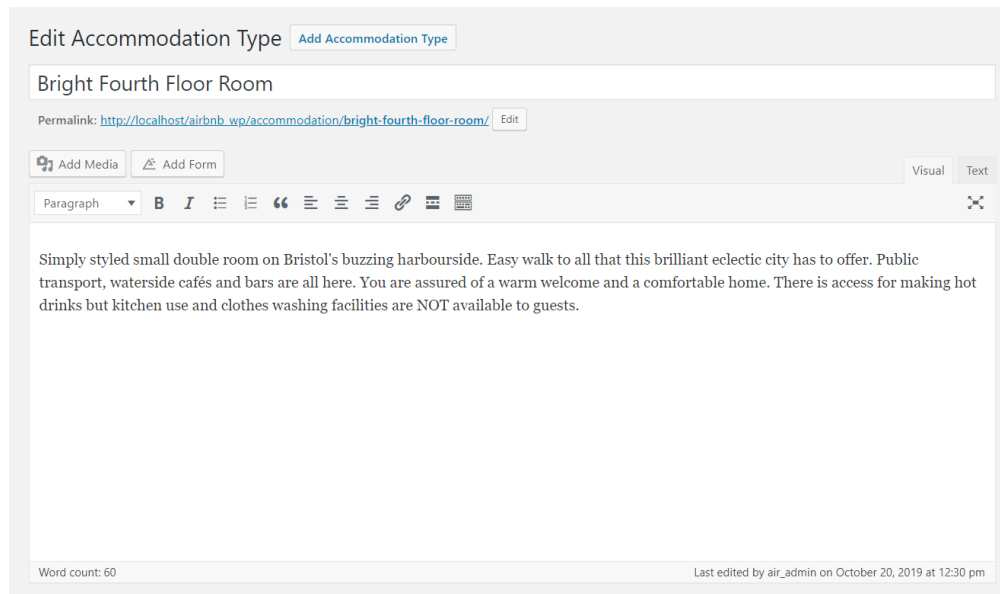 Edit Accommodation Type Add Accommodation Type
Bright Fourth Floor Room
Permalink: http://localhost/airbnb_wp/accommodation/bright-fourth-floor-room/ Edit
Add Media Add Form
Visual Text
Paragraph B I
Simply styled small double room on Bristol's buzzing harbourside. Easy walk to all that this brilliant eclectic city has to offer. Public
transport, waterside cafés and bars are all here. You are assured of a warm welcome and a comfortable home. There is access for making hot
drinks but kitchen use and clothes washing facilities are NOT available to guests.
Word count: 60 Last edited by air_admin on October 20, 2019 at 12:30 pm